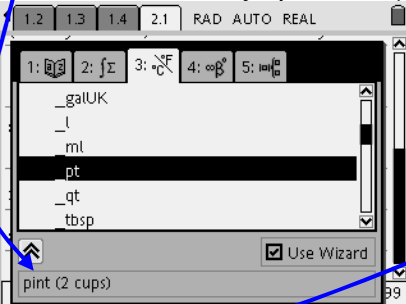 1.2 1.3 1.4 2.1 RAD AUTO REAL
1: 2: ∫Σ 3: °C°F 4: ∞β° 5:
_galUK
_l
_ml
_pt
_qt
_tbsp
Use Wizard
pint (2 cups)
99